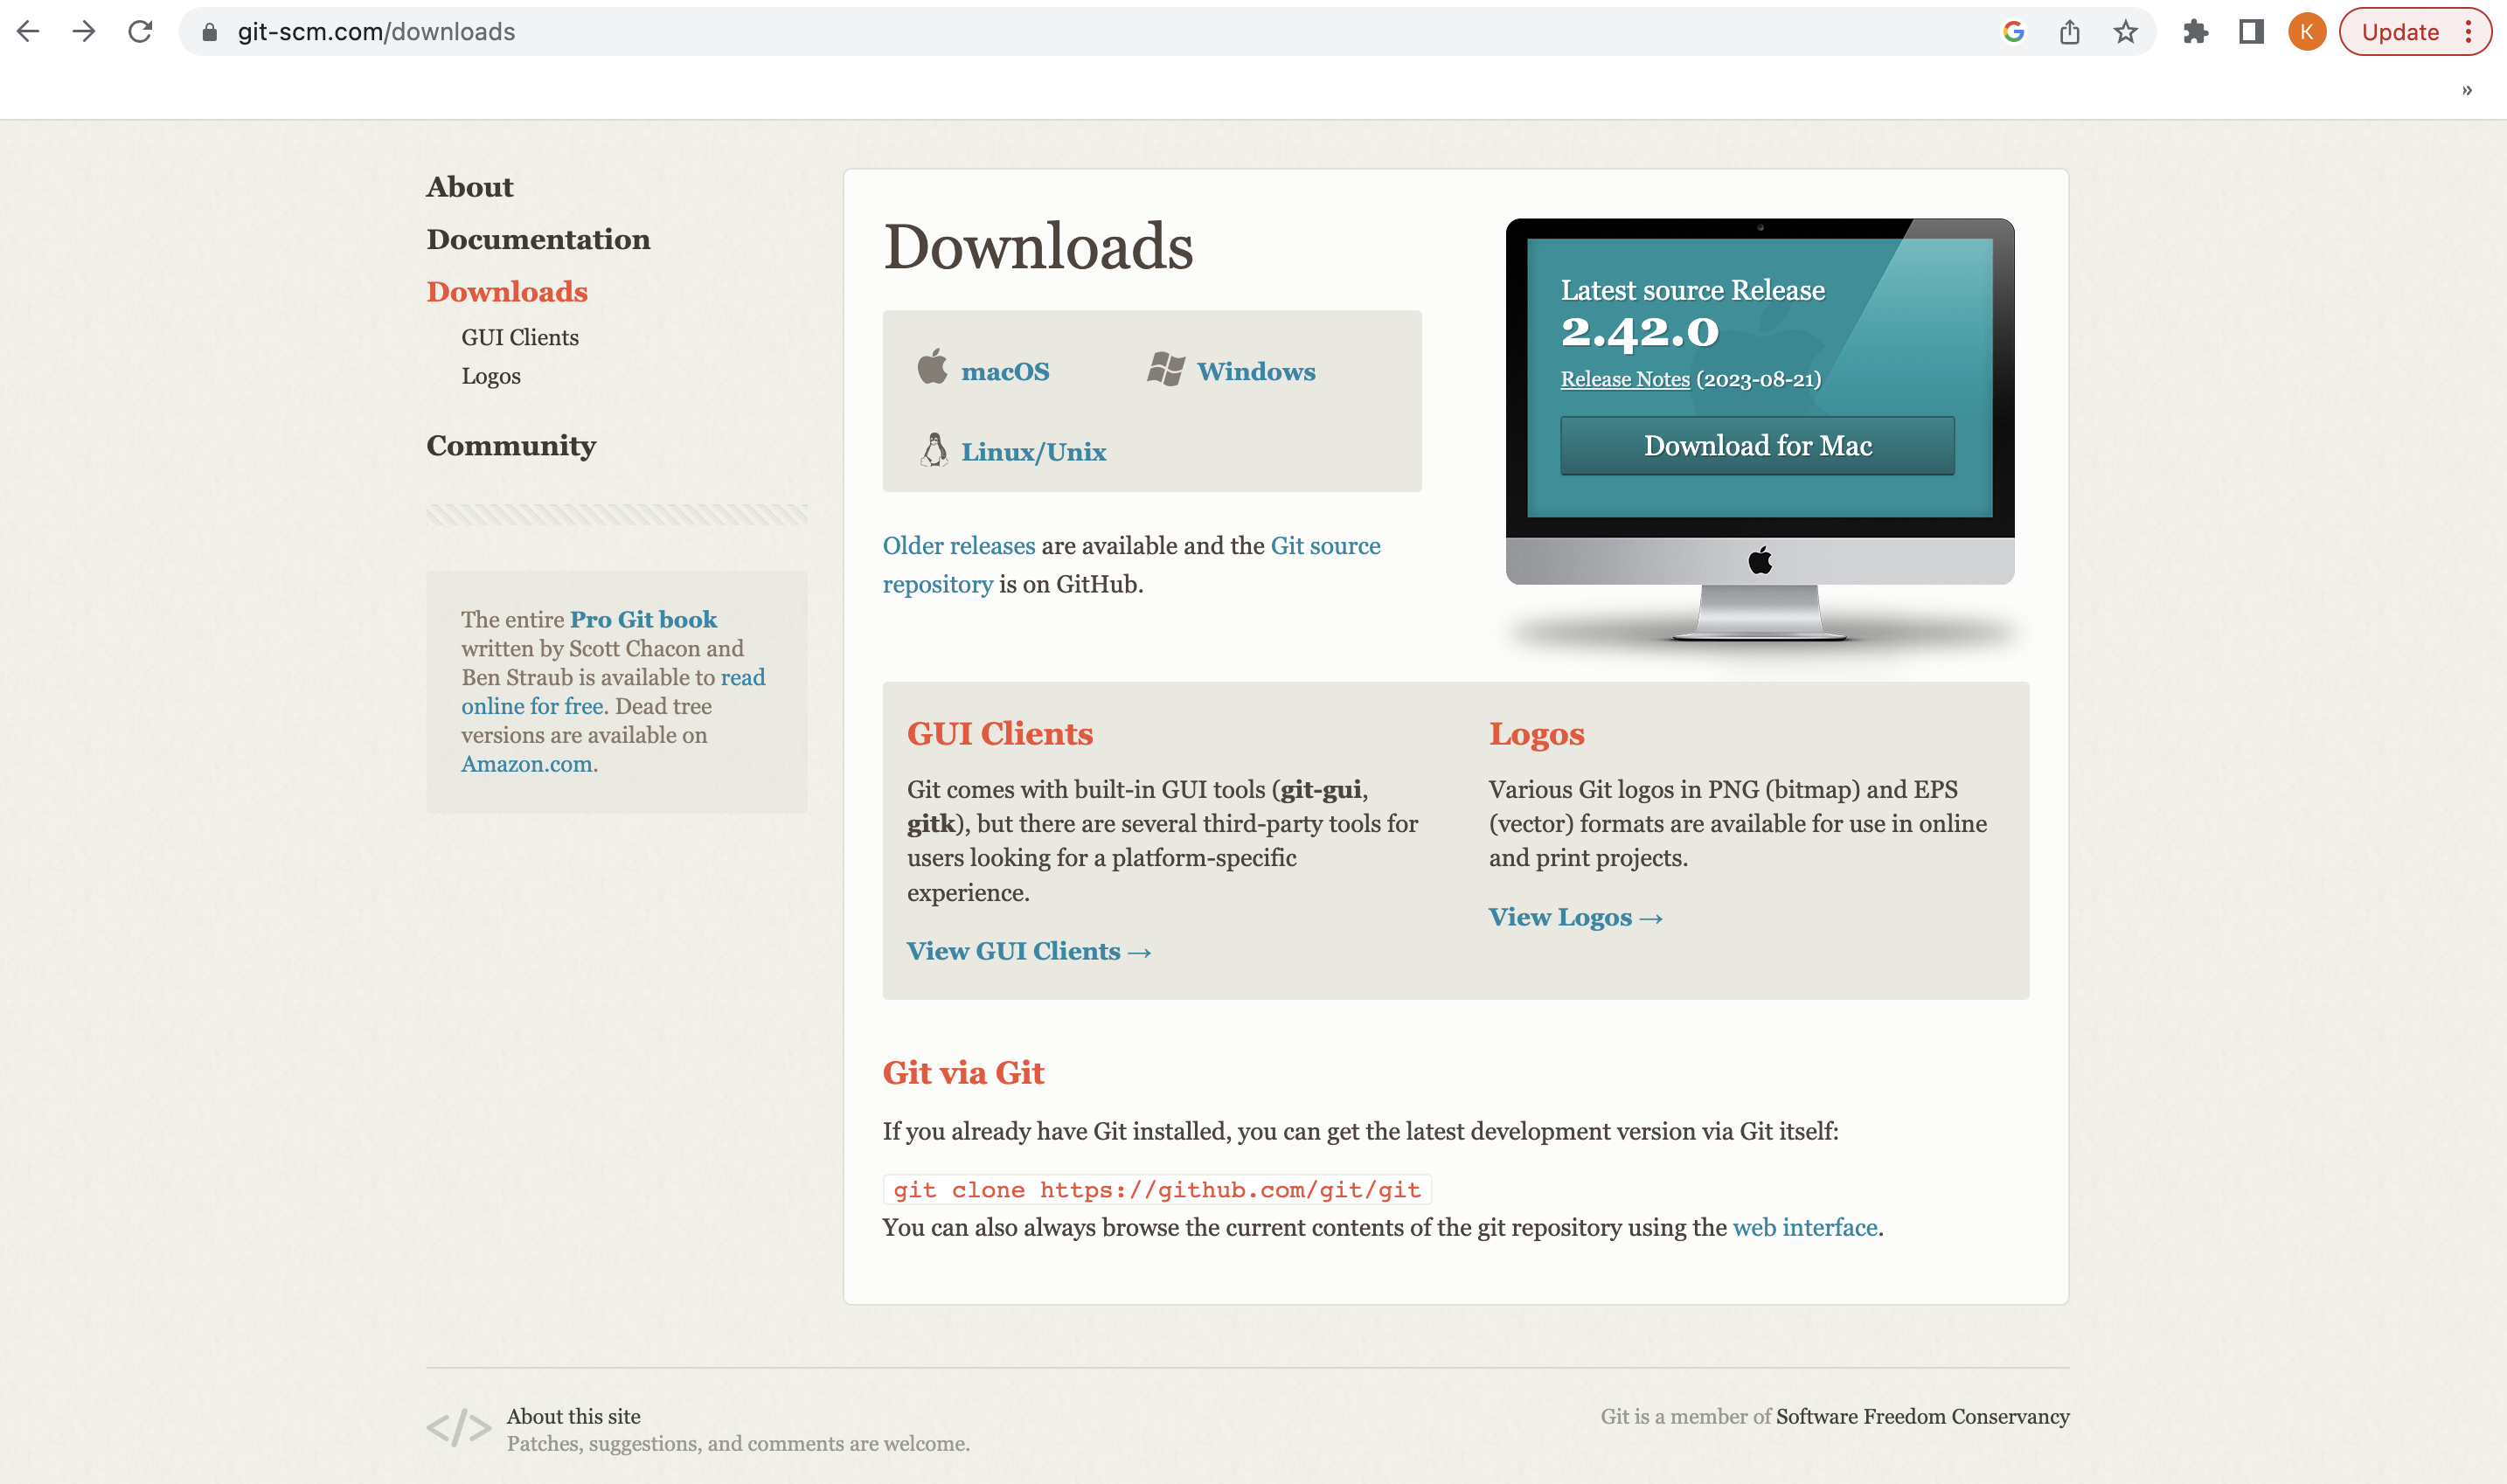 git-scm.com/downloads
K
Update
»
About
Documentation
Downloads
GUI Clients
Logos
Community
The entire Pro Git book
written by Scott Chacon and
Ben Straub is available to read
online for free. Dead tree
versions are available on
Amazon.com.
Downloads
macOS
Windows
Linux/Unix
Older releases are available and the Git source
repository is on GitHub.
Latest source Release
2.42.0
Release Notes (2023-08-21)
Download for Mac
GUI Clients
Git comes with built-in GUI tools (git-gui,
gitk), but there are several third-party tools for
users looking for a platform-specific
experience.
View GUI Clients →
Logos
Various Git logos in PNG (bitmap) and EPS
(vector) formats are available for use in online
and print projects.
View Logos →
Git via Git
If you already have Git installed, you can get the latest development version via Git itself:
git clone https://github.com/git/git
You can also always browse the current contents of the git repository using the web interface.
</>
About this site
Patches, suggestions, and comments are welcome.
Git is a member of Software Freedom Conservancy